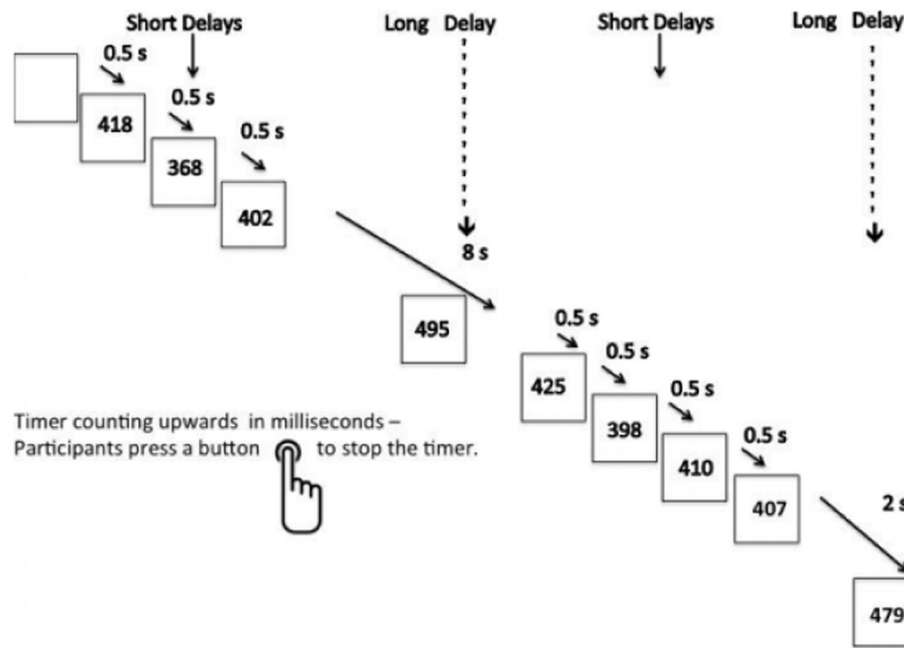 Short Delays
Long Delay
Short Delays
Long Delay
0.5 s
418
0.5 s
368
0.5 s
402
8 s
495
0.5 s
425
0.5 s
398
0.5 s
410
0.5 s
407
2 s
479
Timer counting upwards in milliseconds –
Participants press a button to stop the timer.